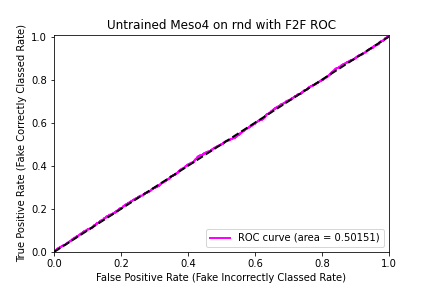 Untrained Meso4 on rnd with F2F ROC
True Positive Rate (Fake Correctly Classed Rate)
1.0
0.8
0.6
0.4
0.2
0.0
0.0 0.2 0.4 0.6 0.8 1.0
ROC curve (area = 0.50151)
False Positive Rate (Fake Incorrectly Classed Rate)